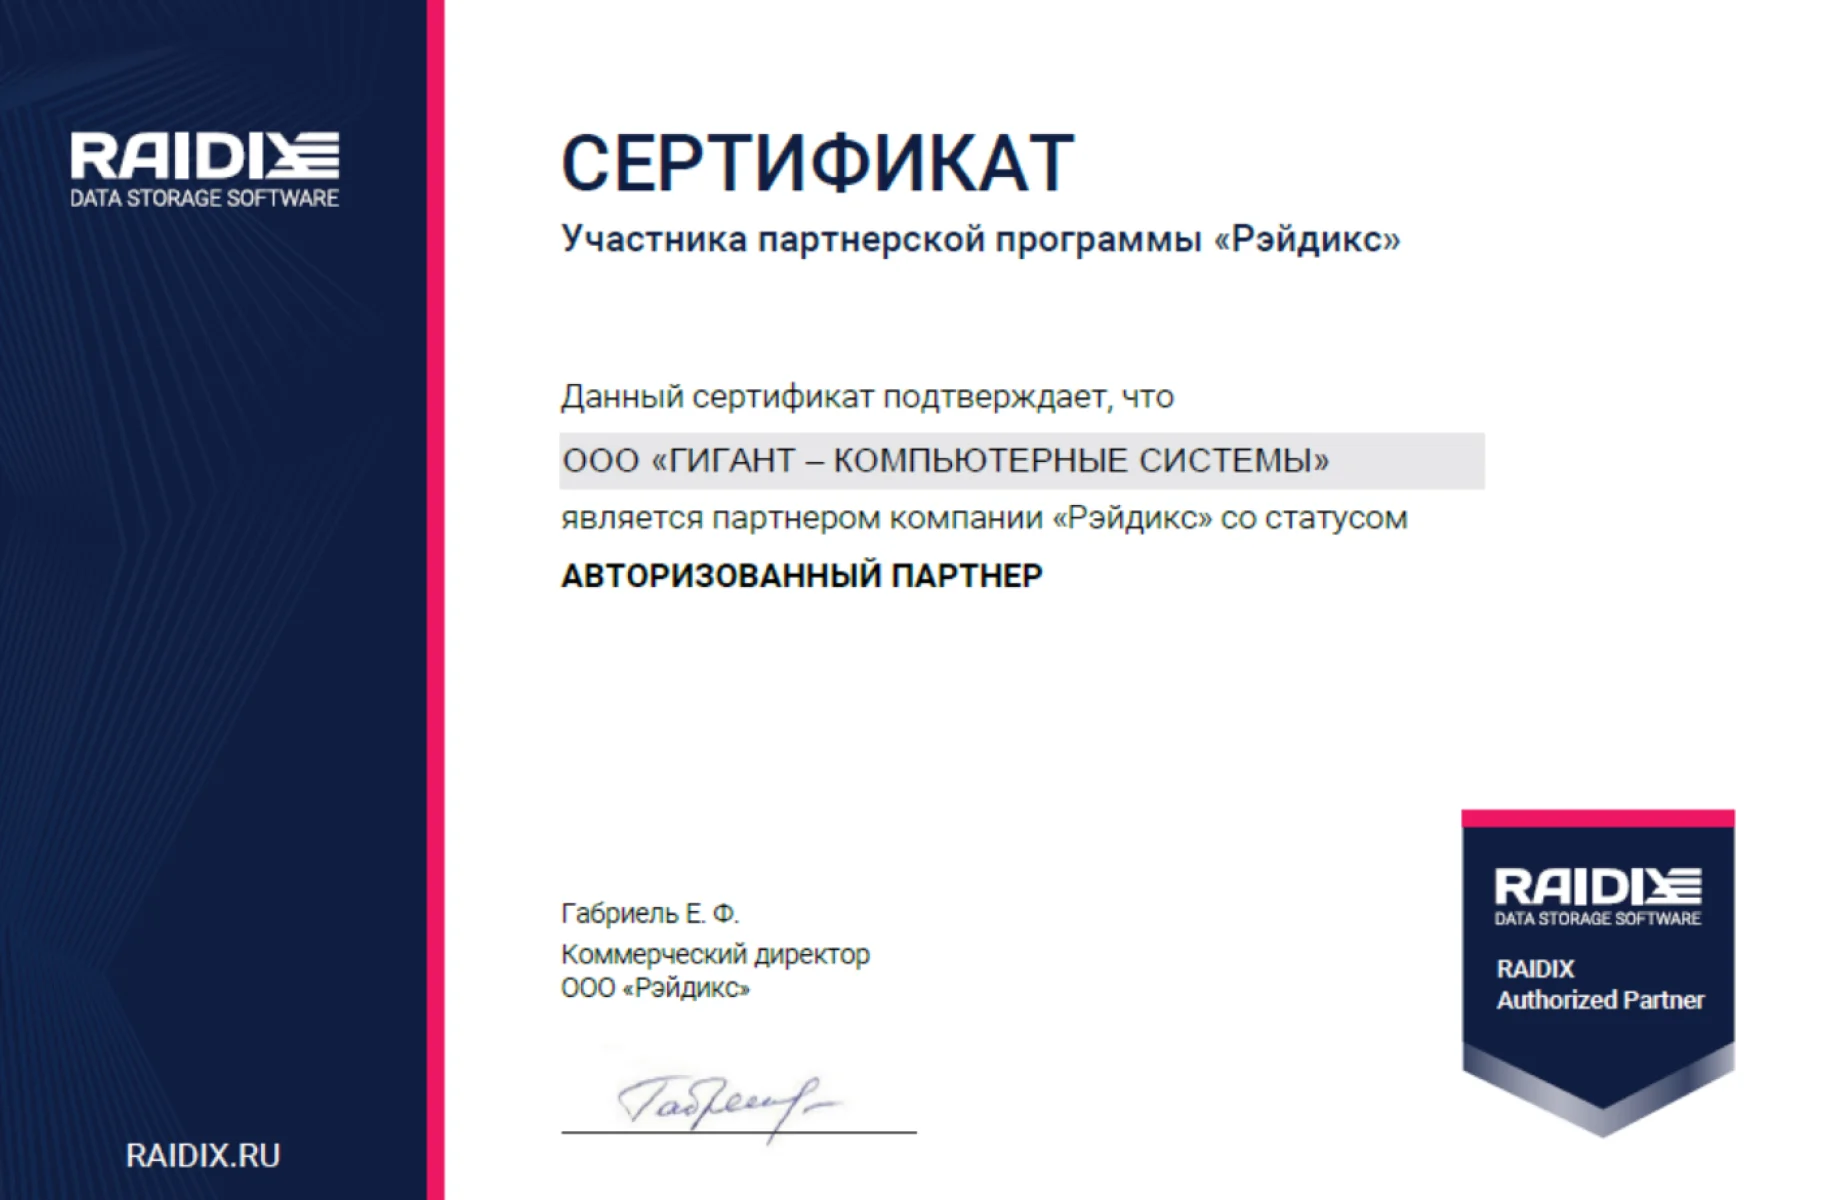 RAIDIX
DATA STORAGE SOFTWARE
СЕРТИФИКАТ
Участника партнерской программы «Рэйдикс»
Данный сертификат подтверждает, что
ООО «ГИГАНТ – КОМПЬЮТЕРНЫЕ СИСТЕМЫ»
является партнером компании «Рэйдикс» со статусом
АВТОРИЗОВАННЫЙ ПАРТНЕР
Габриель Е. Ф.
Коммерческий директор
ООО «Рэйдикс»
RAIDIX
DATA STORAGE SOFTWARE
RAIDIX
Authorized Partner
RAIDIX.RU